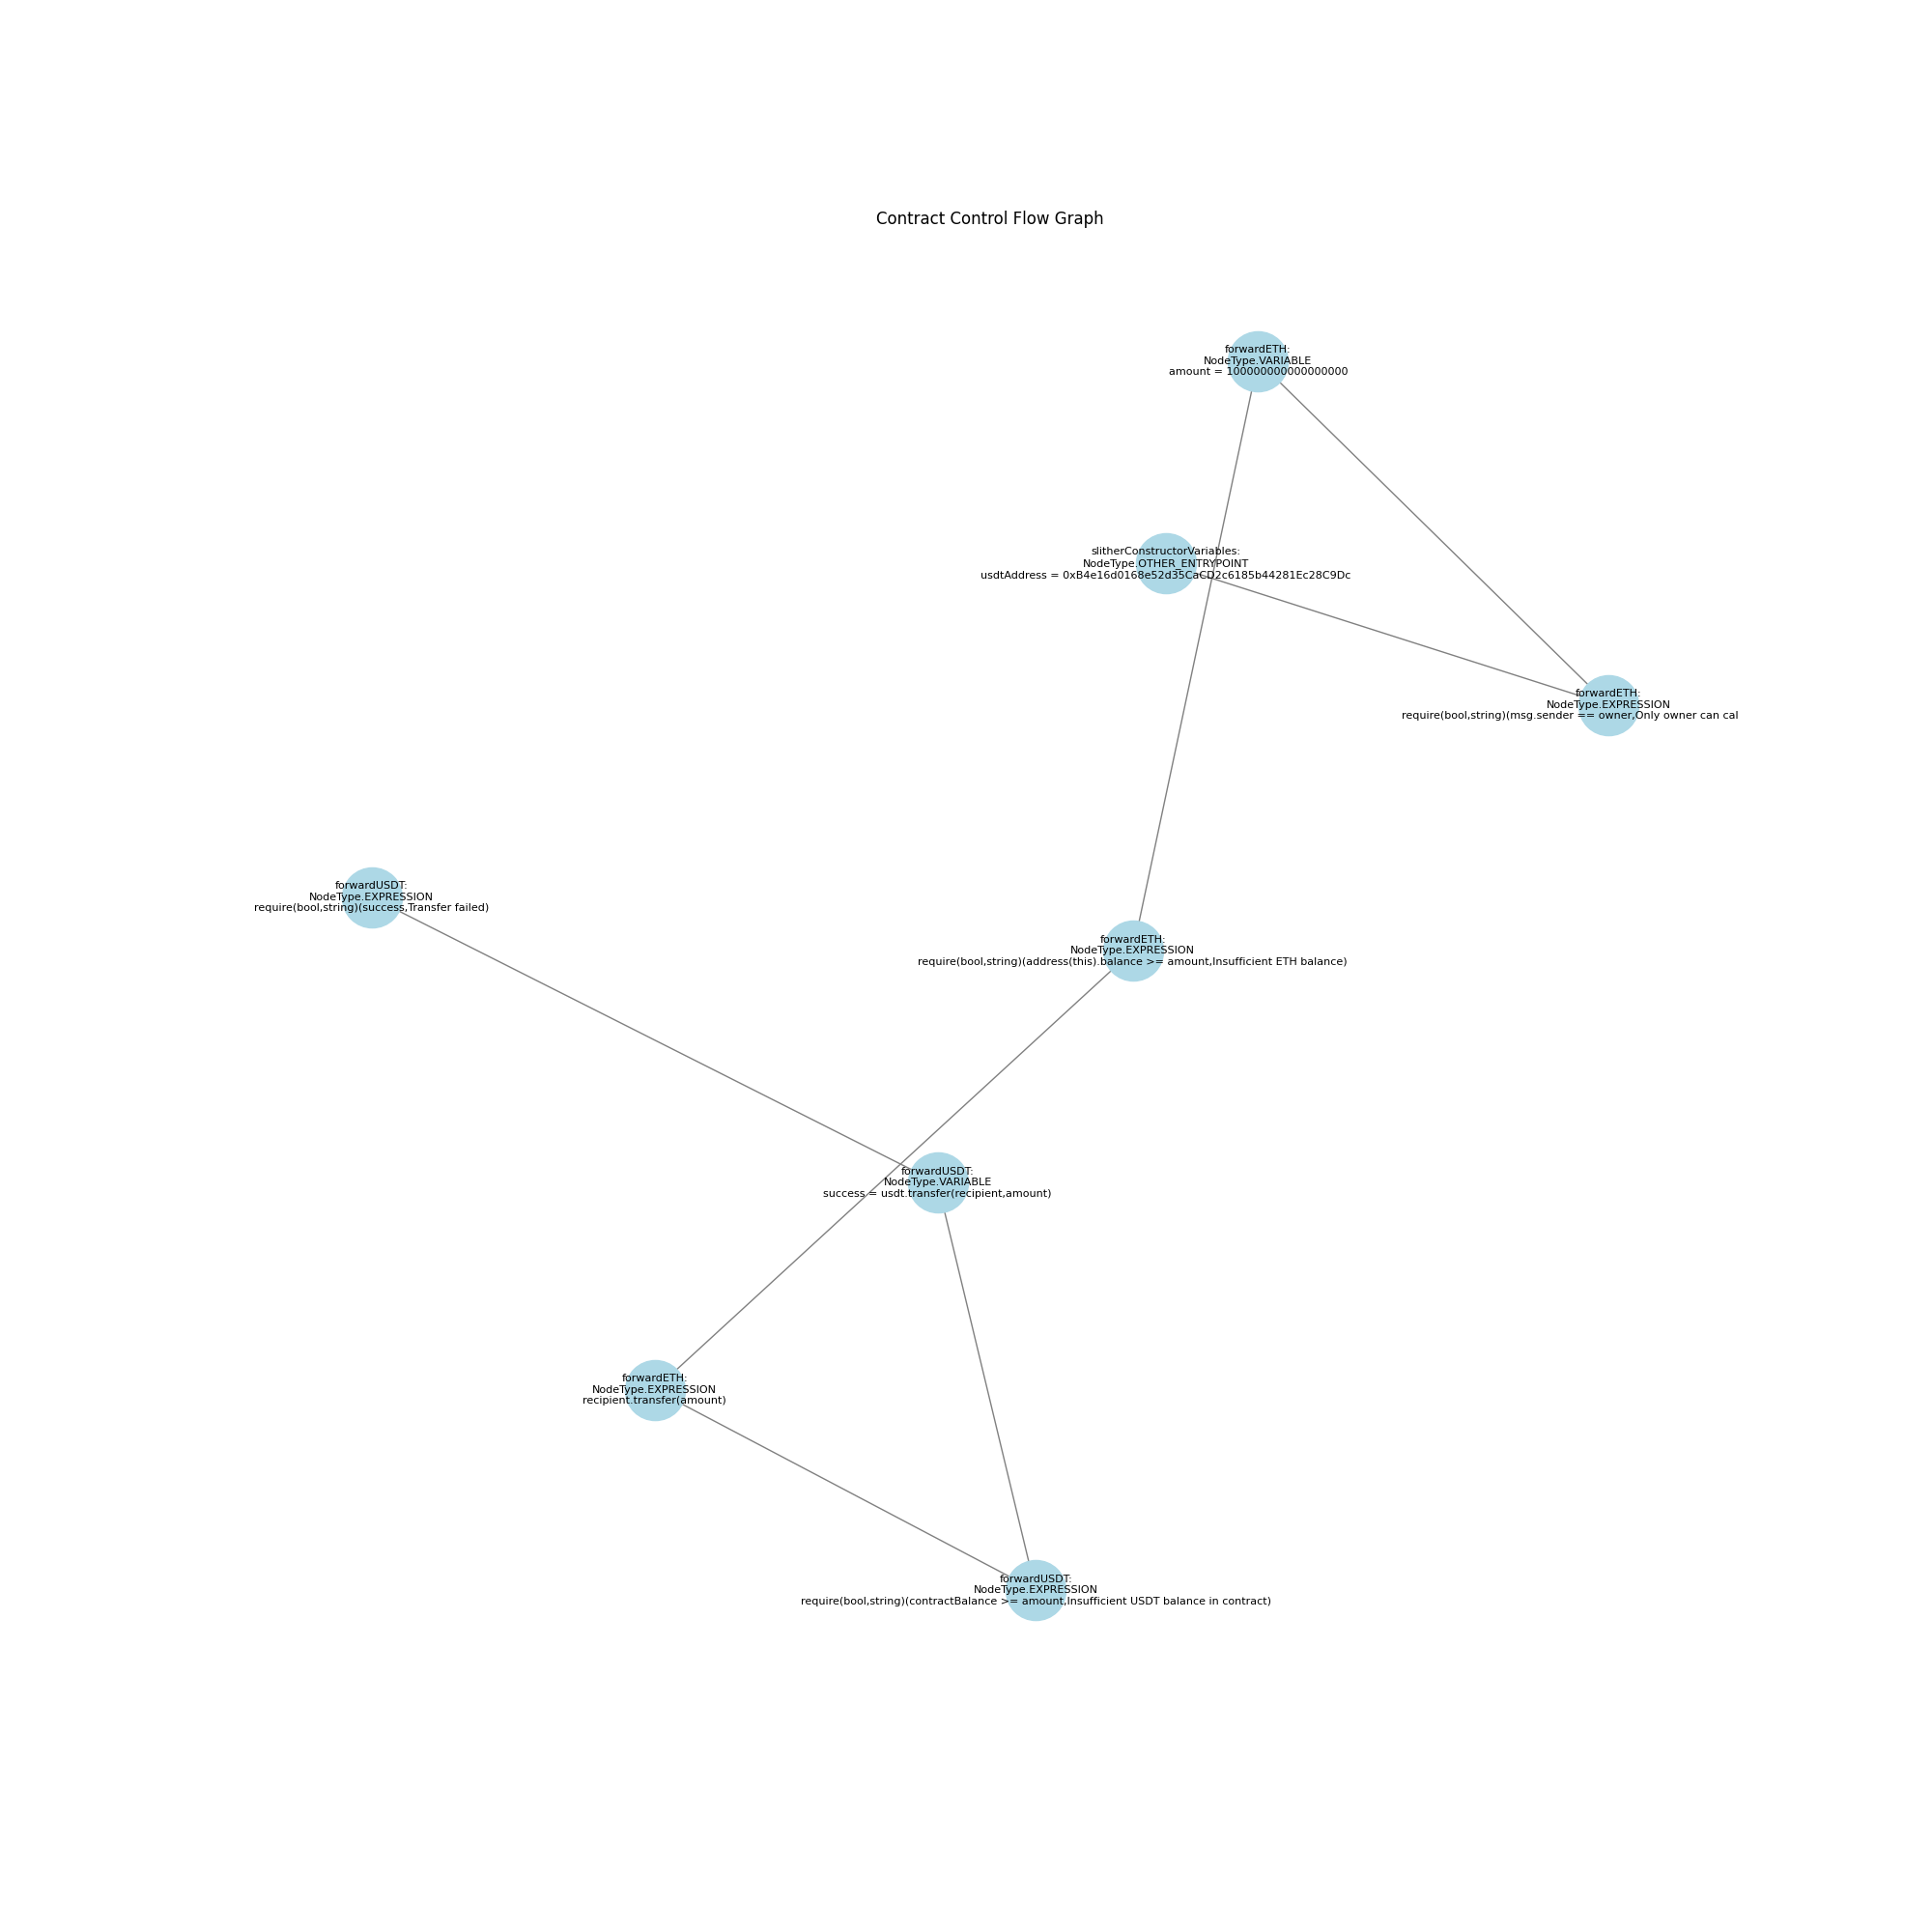 Contract Control Flow Graph
forwardETH:
NodeType.VARIABLE
amount = 100000000000000000
slitherConstructorVariables:
NodeType.OTHER_ENTRYPOINT
usdtAddress = 0xB4e16d0168e52d35CaCD2c6185b44281Ec28C9Dc
forwardETH:
NodeType.EXPRESSION
require(bool,string)(msg.sender == owner,Only owner can cal
forwardUSDT:
NodeType.EXPRESSION
require(bool,string)(success,Transfer failed)
forwardETH:
NodeType.EXPRESSION
require(bool,string)(address(this).balance >= amount,Insufficient ETH balance)
forwardUSDT:
NodeType.VARIABLE
success = usdt.transfer(recipient,amount)
forwardETH:
NodeType.EXPRESSION
recipient.transfer(amount)
forwardUSDT:
NodeType.EXPRESSION
require(bool,string)(contractBalance >= amount,Insufficient USDT balance in contract)